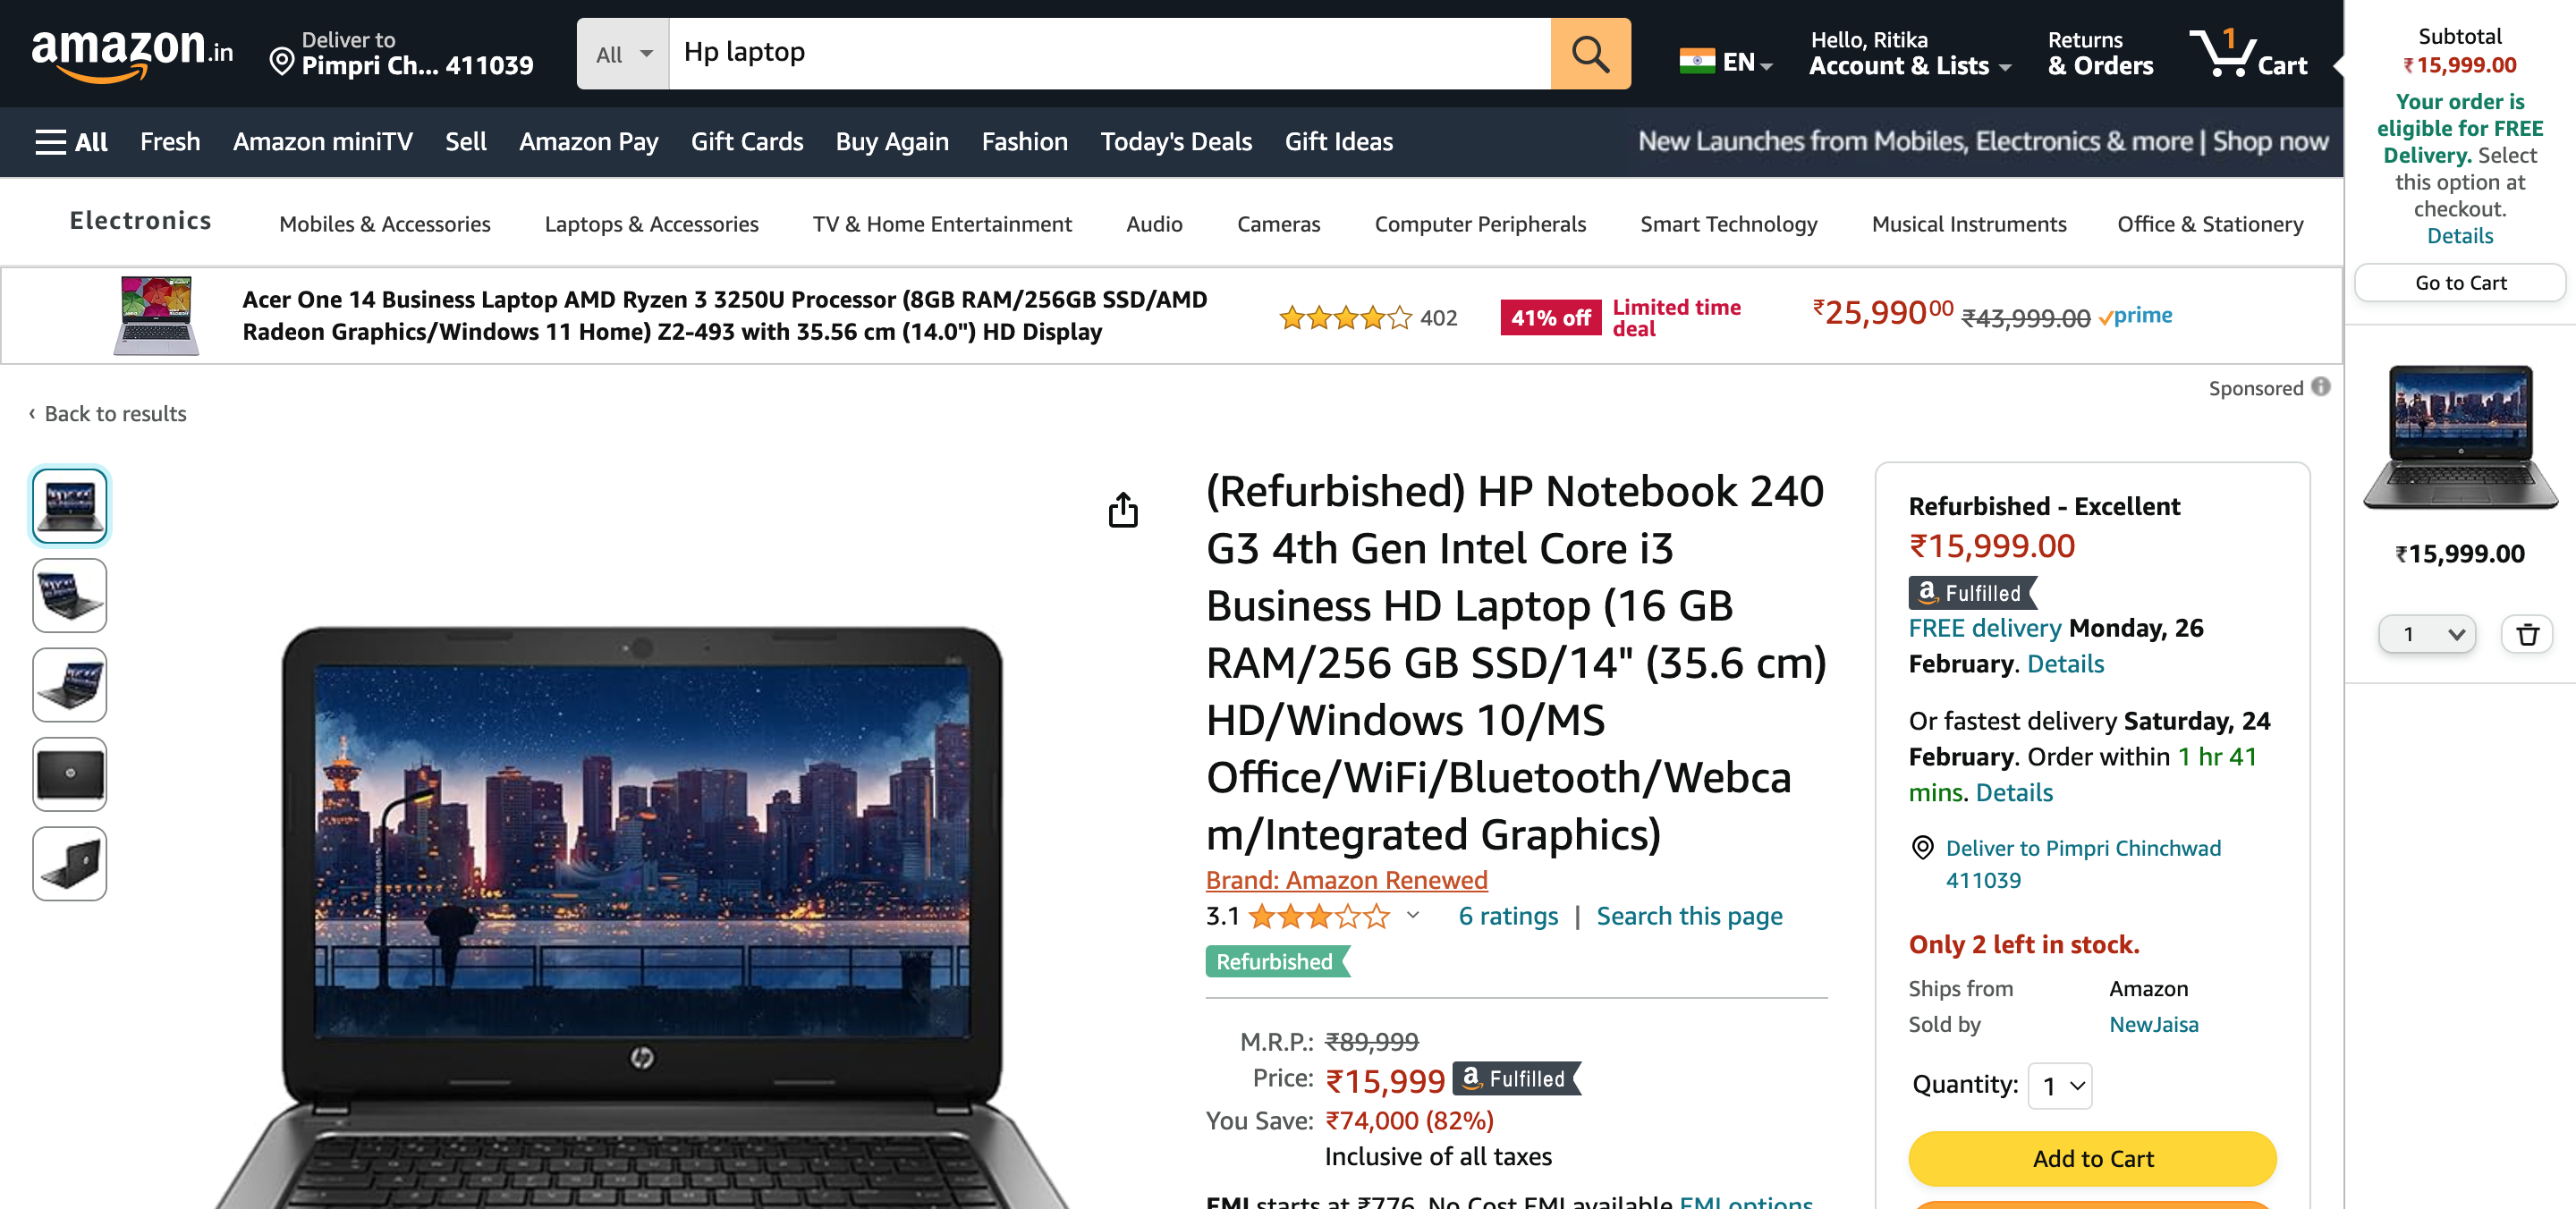 amazon.in
Deliver to
Pimpri Ch... 411039
All
Hp laptop
EN
Hello, Ritika
Account & Lists
Returns
& Orders
1
Cart
All
Fresh
Amazon miniTV
Sell
Amazon Pay
Gift Cards
Buy Again
Fashion
Today's Deals
Gift Ideas
New Launches from Mobiles, Electronics & more | Shop now
Electronics
Mobiles & Accessories
Laptops & Accessories
TV & Home Entertainment
Audio
Cameras
Computer Peripherals
Smart Technology
Musical Instruments
Office & Stationery
Acer One 14 Business Laptop AMD Ryzen 3 3250U Processor (8GB RAM/256GB SSD/AMD
Radeon Graphics/Windows 11 Home) Z2-493 with 35.56 cm (14.0") HD Display
402
41% off
Limited time
deal
₹25,99000 ₹43,999.00 prime
Sponsored
‹ Back to results
(Refurbished) HP Notebook 240
G3 4th Gen Intel Core i3
Business HD Laptop (16 GB
RAM/256 GB SSD/14" (35.6 cm)
HD/Windows 10/MS
Office/WiFi/Bluetooth/Webca
m/Integrated Graphics)
Brand: Amazon Renewed
3.1
6 ratings | Search this page
Refurbished
M.R.P.: ₹89,999
Price: ₹15,999 a Fulfilled
You Save: ₹74,000 (82%)
Inclusive of all taxes
EMI starts at ₹776. No Cost EMI available EMI options
hp
Refurbished - Excellent
₹15,999.00
a Fulfilled
FREE delivery Monday, 26
February. Details
Or fastest delivery Saturday, 24
February. Order within 1 hr 41
mins. Details
Deliver to Pimpri Chinchwad
411039
Only 2 left in stock.
Ships from Amazon
Sold by NewJaisa
Quantity: 1
Add to Cart
Subtotal
₹15,999.00
Your order is
eligible for FREE
Delivery. Select
this option at
checkout.
Details
Go to Cart
₹15,999.00
1